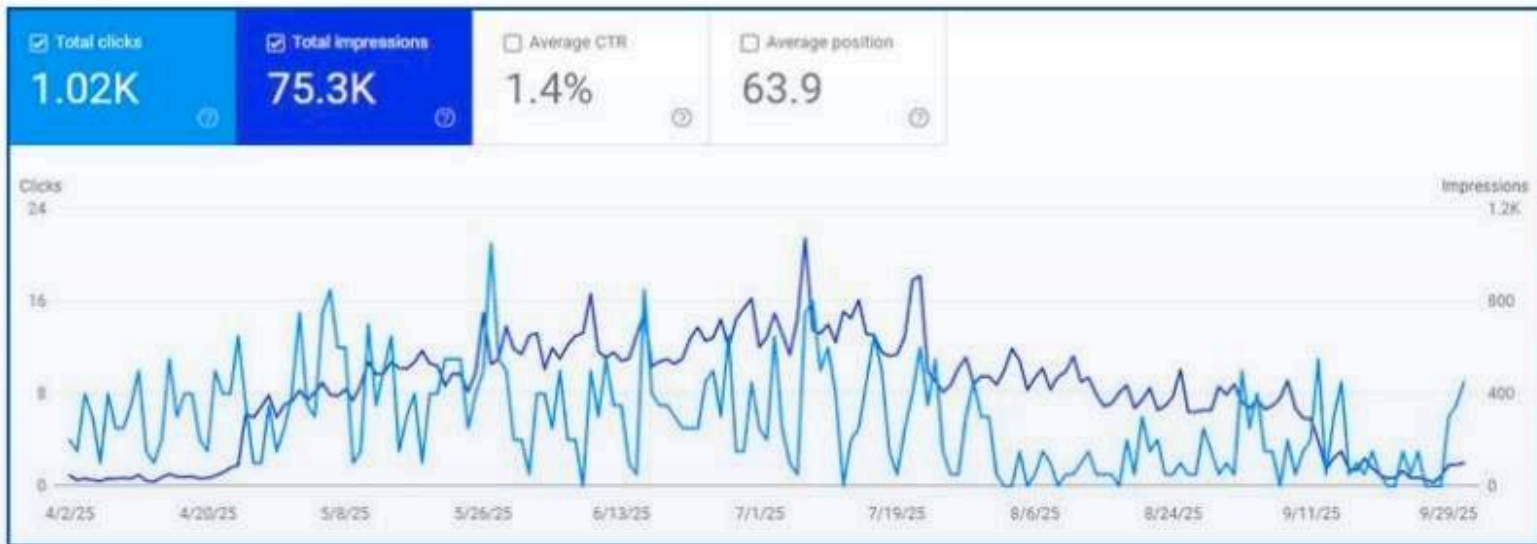 Total clicks
1.02K
Total impressions
75.3K
Average CTR
1.4%
Average position
63.9
Clicks
Impressions
24
1.2K
16
800
8
400
0
0
4/2/25
4/20/25
5/8/25
5/26/25
6/13/25
7/1/25
7/19/25
8/6/25
8/24/25
9/11/25
9/29/25